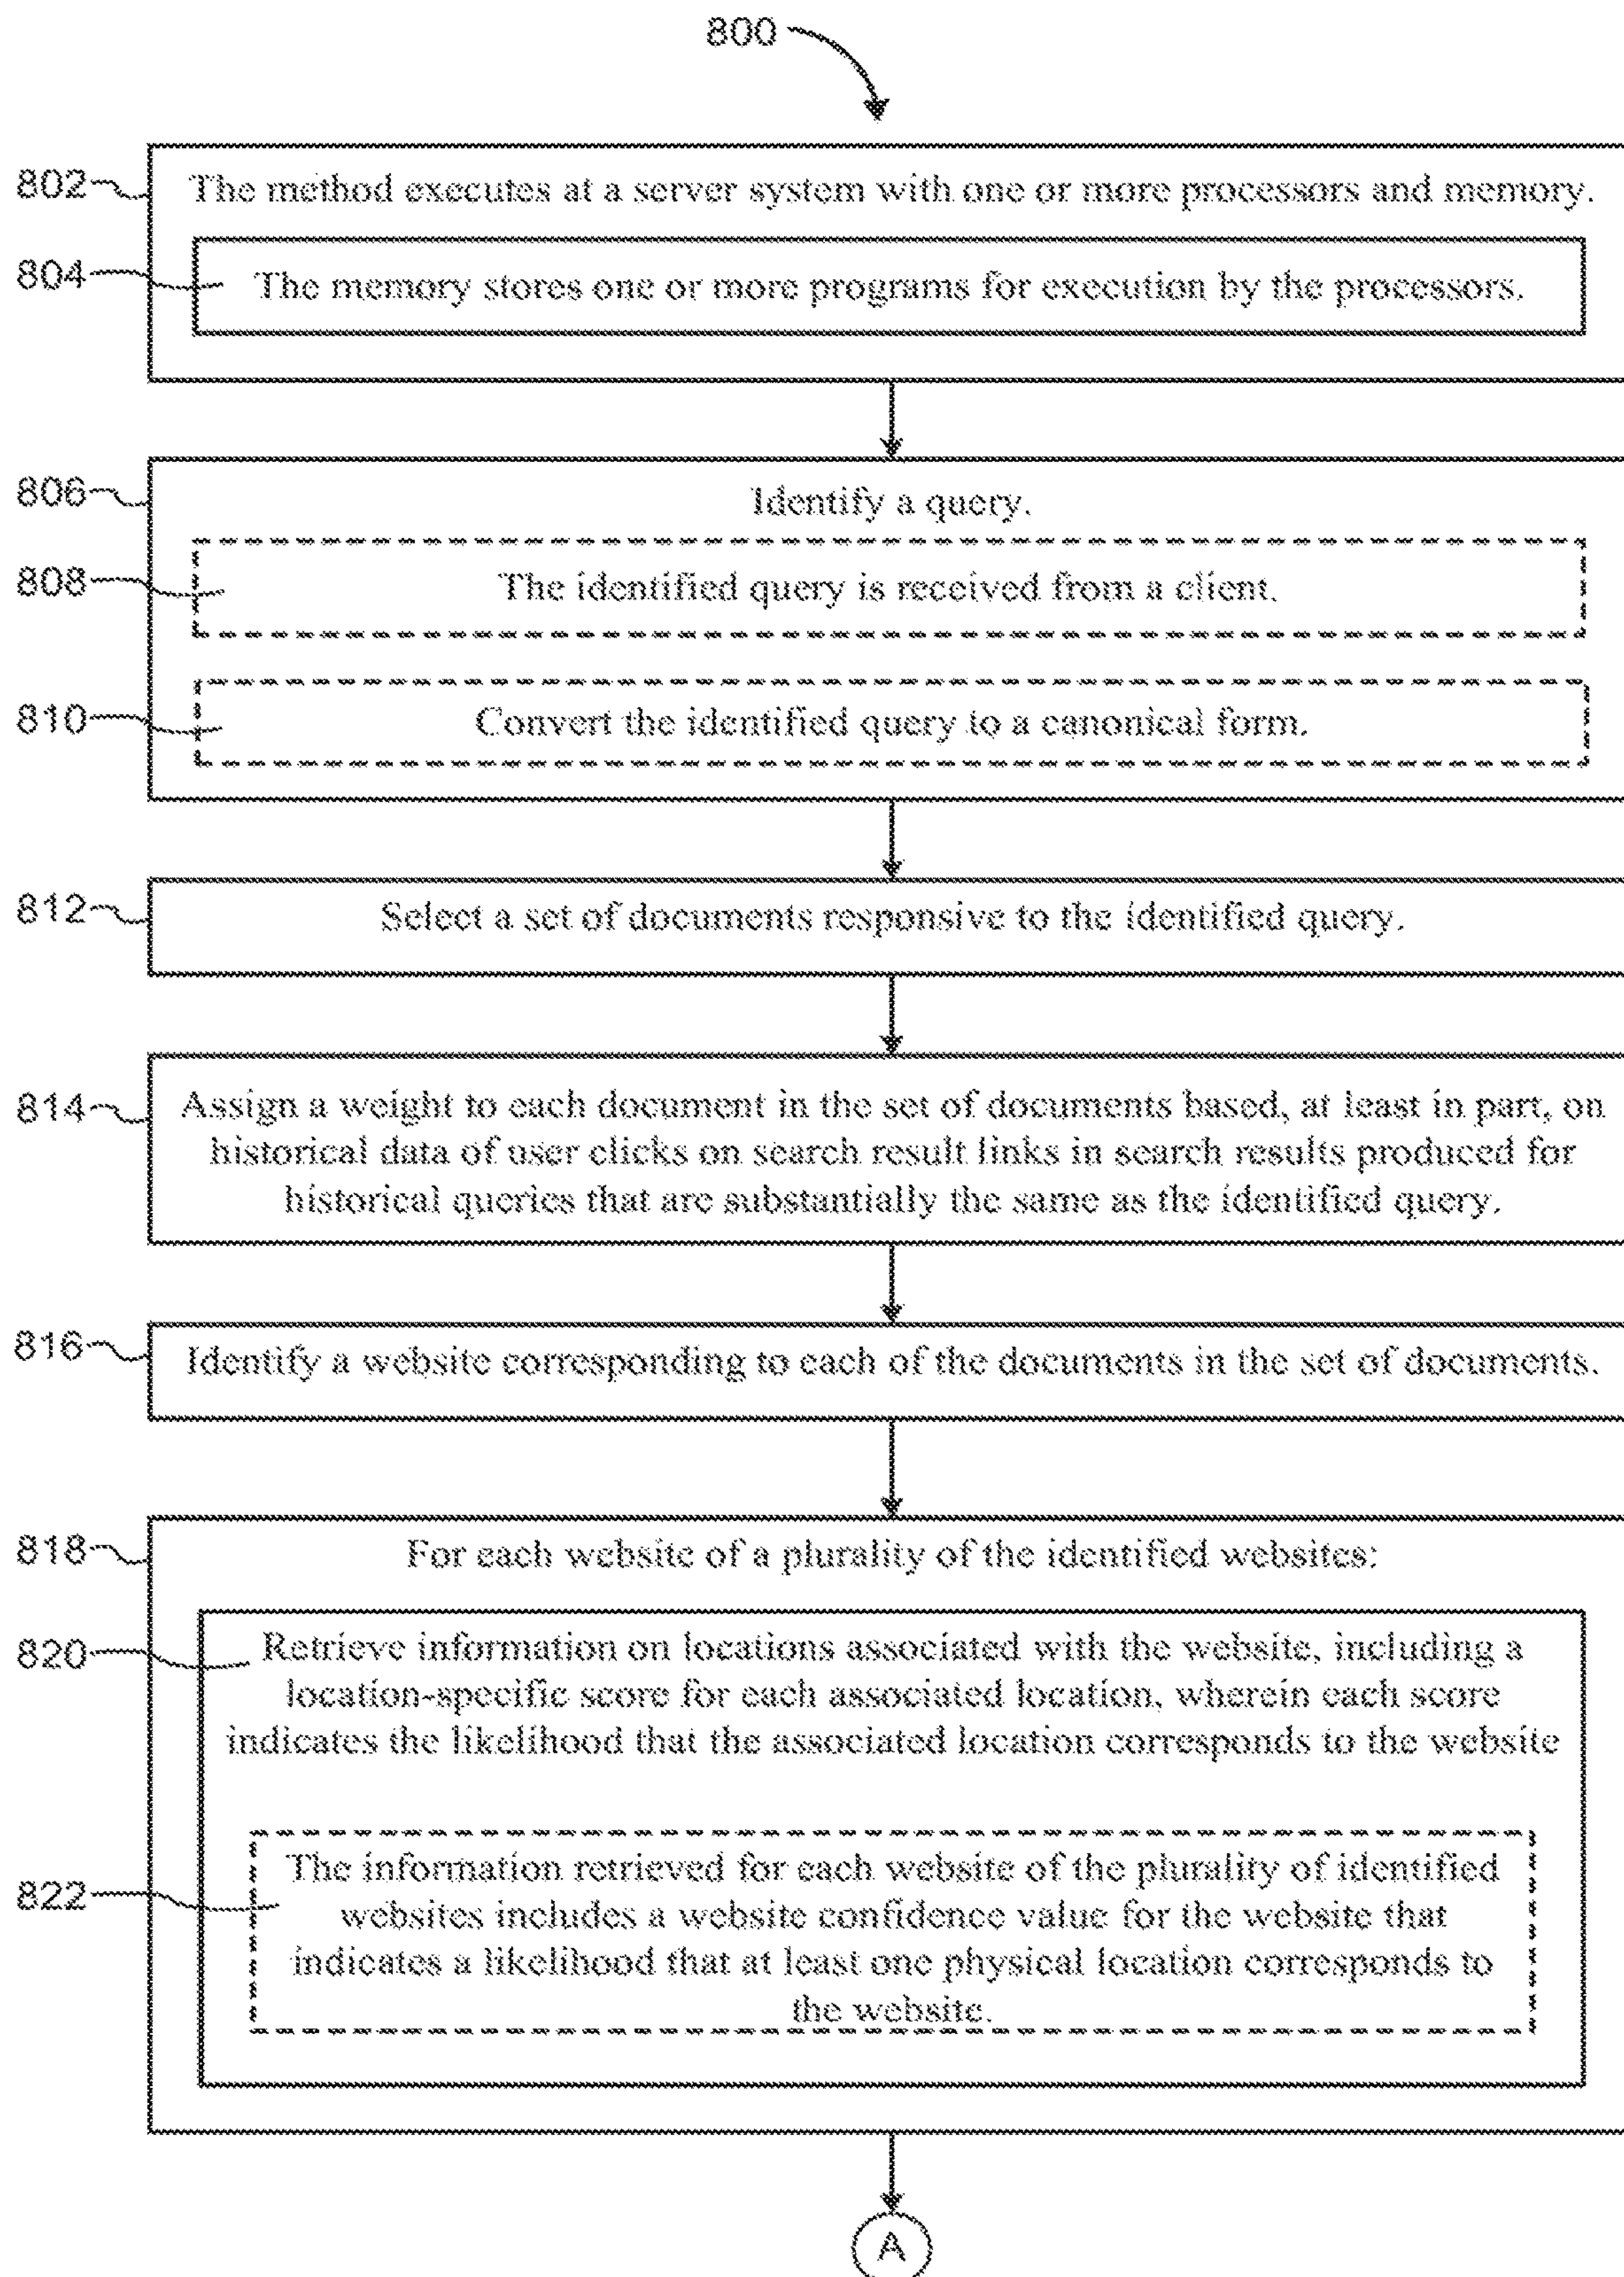 800
802
The method executes at a server system with one or more processors and memory.
804
The memory stores one or more programs for execution by the processors.
806
Identify a query.
808
The identified query is received from a client.
810
Convert the identified query to a canonical form.
812
Select a set of documents responsive to the identified query.
814
Assign a weight to each document in the set of documents based, at least in part, on
historical data of user clicks on search result links in search results produced for
historical queries that are substantially the same as the identified query.
816
Identify a website corresponding to each of the documents in the set of documents.
818
For each website of a plurality of the identified websites:
820
Retrieve information on locations associated with the website, including a
location-specific score for each associated location, wherein each score
indicates the likelihood that the associated location corresponds to the website
822
The information retrieved for each website of the plurality of identified
websites includes a website confidence value for the website that
indicates a likelihood that at least one physical location corresponds to
the website.
A